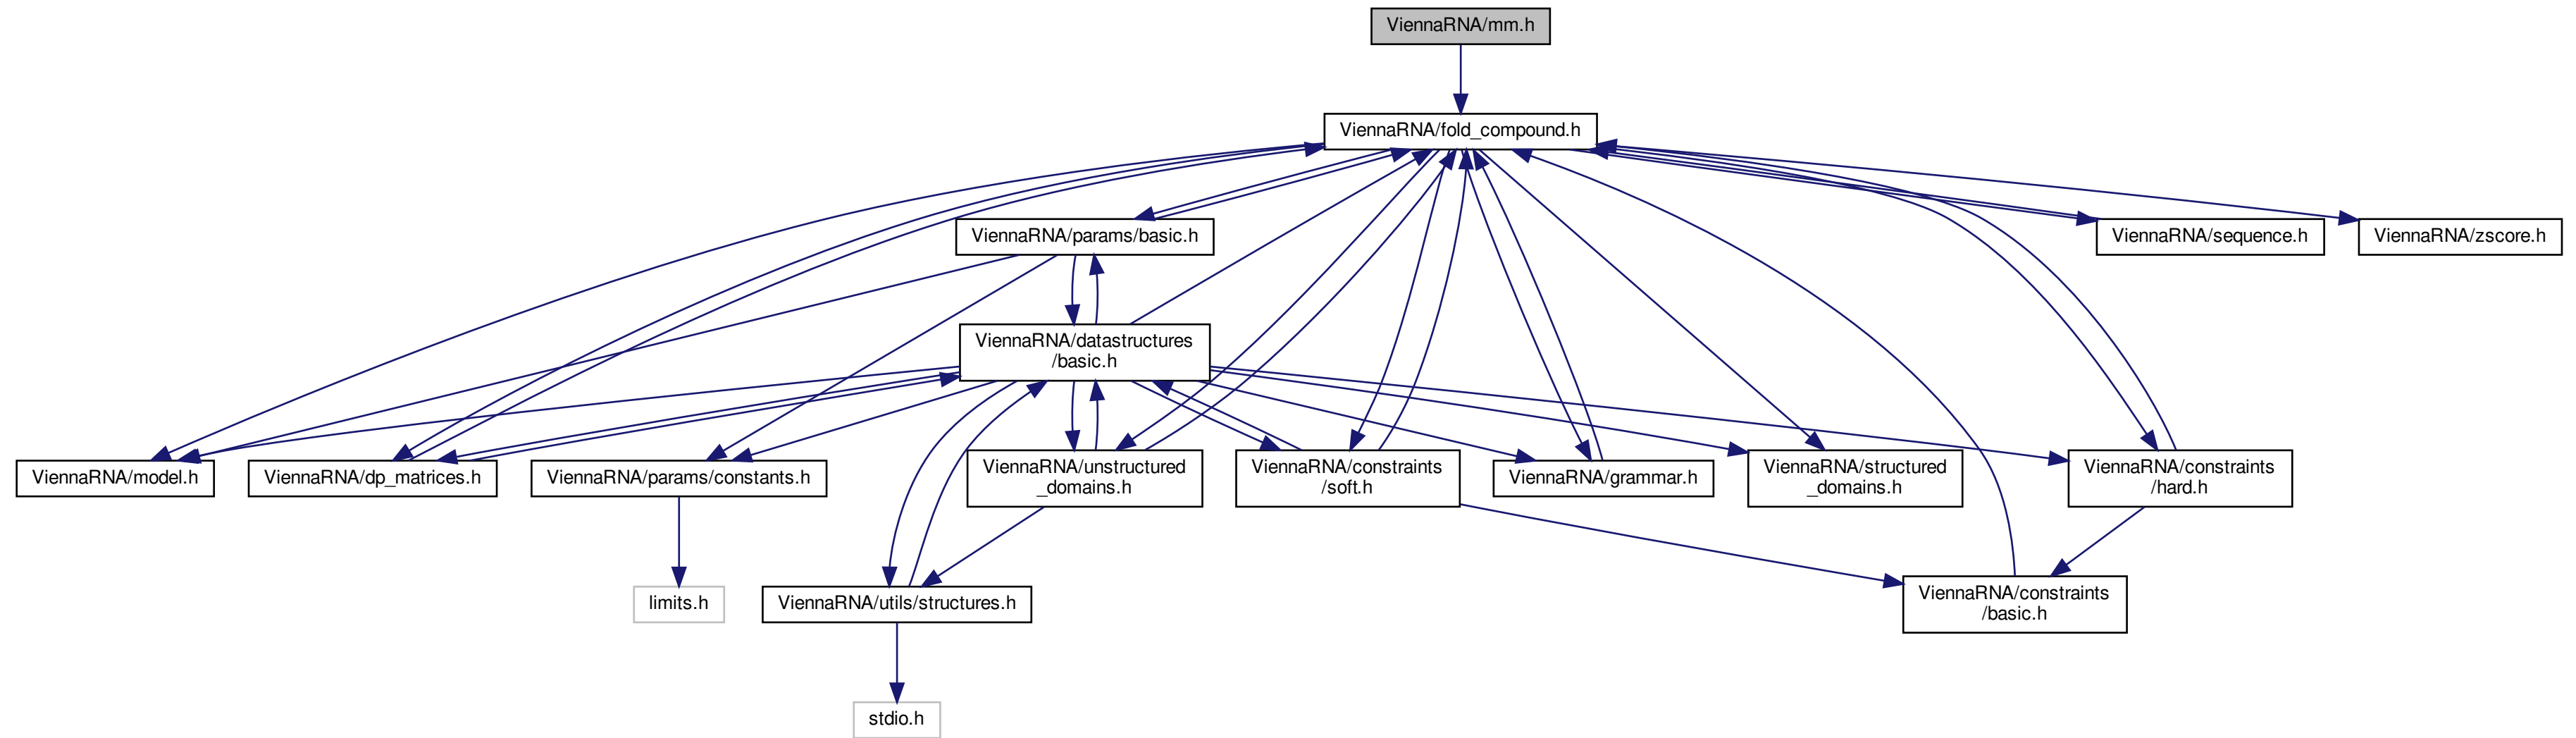 ViennaRNA/mm.h
ViennaRNA/fold_compound.h
ViennaRNA/params/basic.h
ViennaRNA/sequence.h
ViennaRNA/zscore.h
ViennaRNA/datastructures
/basic.h
ViennaRNA/model.h
ViennaRNA/dp_matrices.h
ViennaRNA/params/constants.h
ViennaRNA/unstructured
_domains.h
ViennaRNA/constraints
/soft.h
ViennaRNA/grammar.h
ViennaRNA/structured
_domains.h
ViennaRNA/constraints
/hard.h
limits.h
ViennaRNA/utils/structures.h
ViennaRNA/constraints
/basic.h
stdio.h